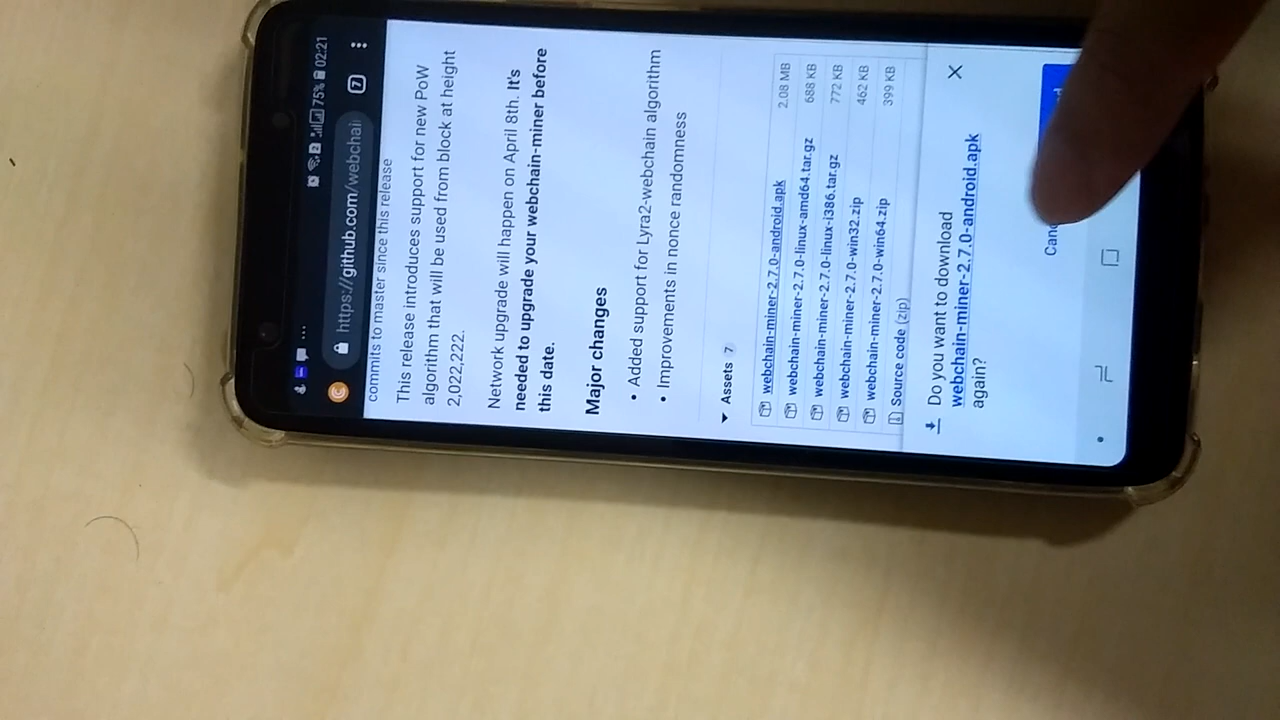 75% 02:21
https://github.com/webchai
7
commits to master since this release
This release introduces support for new PoW
algorithm that will be used from block at height
2,022,222.
Network upgrade will happen on April 8th. It's
needed to upgrade your webchain-miner before
this date.
Major changes
• Added support for Lyra2-webchain algorithm
• Improvements in nonce randomness
Assets 7
webchain-miner-2.7.0-android.apk 2.08 MB
webchain-miner-2.7.0-linux-amd64.tar.gz 688 KB
webchain-miner-2.7.0-linux-i386.tar.gz 772 KB
webchain-miner-2.7.0-win32.zip 462 KB
webchain-miner-2.7.0-win64.zip 399 KB
Source code (zip)
Do you want to download
webchain-miner-2.7.0-android.apk
again?
Canc